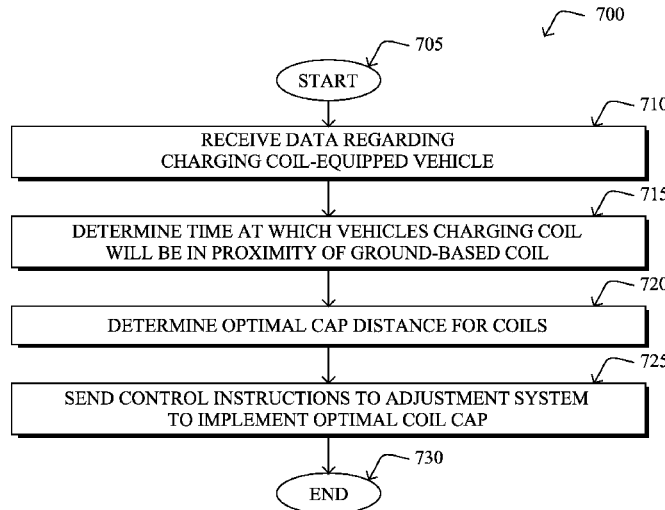 700
705
START
710
RECEIVE DATA REGARDING
CHARGING COIL-EQUIPPED VEHICLE
715
DETERMINE TIME AT WHICH VEHICLES CHARGING COIL
WILL BE IN PROXIMITY OF GROUND-BASED COIL
720
DETERMINE OPTIMAL CAP DISTANCE FOR COILS
725
SEND CONTROL INSTRUCTIONS TO ADJUSTMENT SYSTEM
TO IMPLEMENT OPTIMAL COIL CAP
730
END